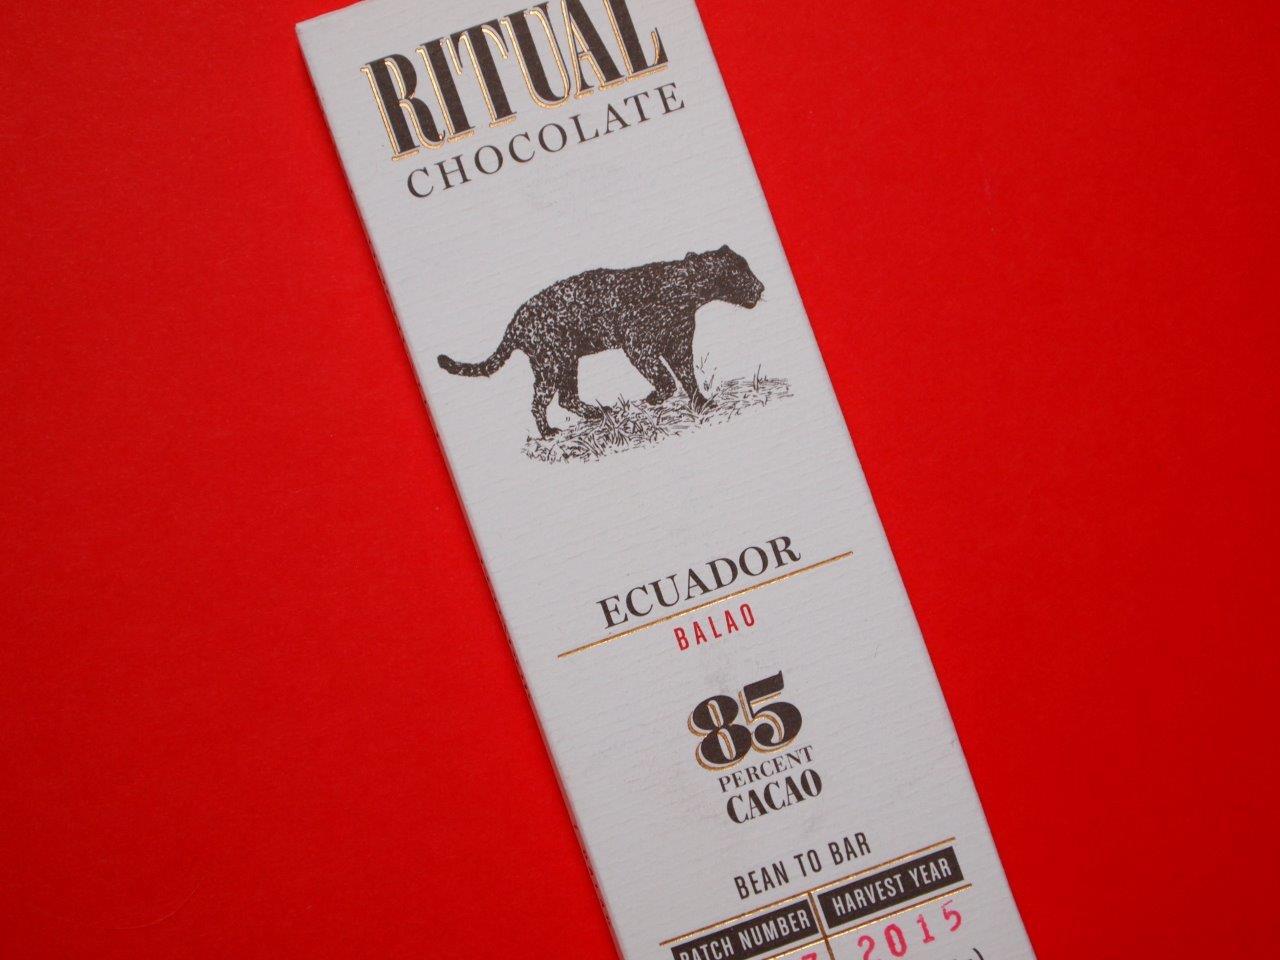 RITUAL
CHOCOLATE
ECUADOR
BALAO
85
PERCENT
CACAO
BEAN TO BAR
BATCH NUMBER HARVEST YEAR
2015